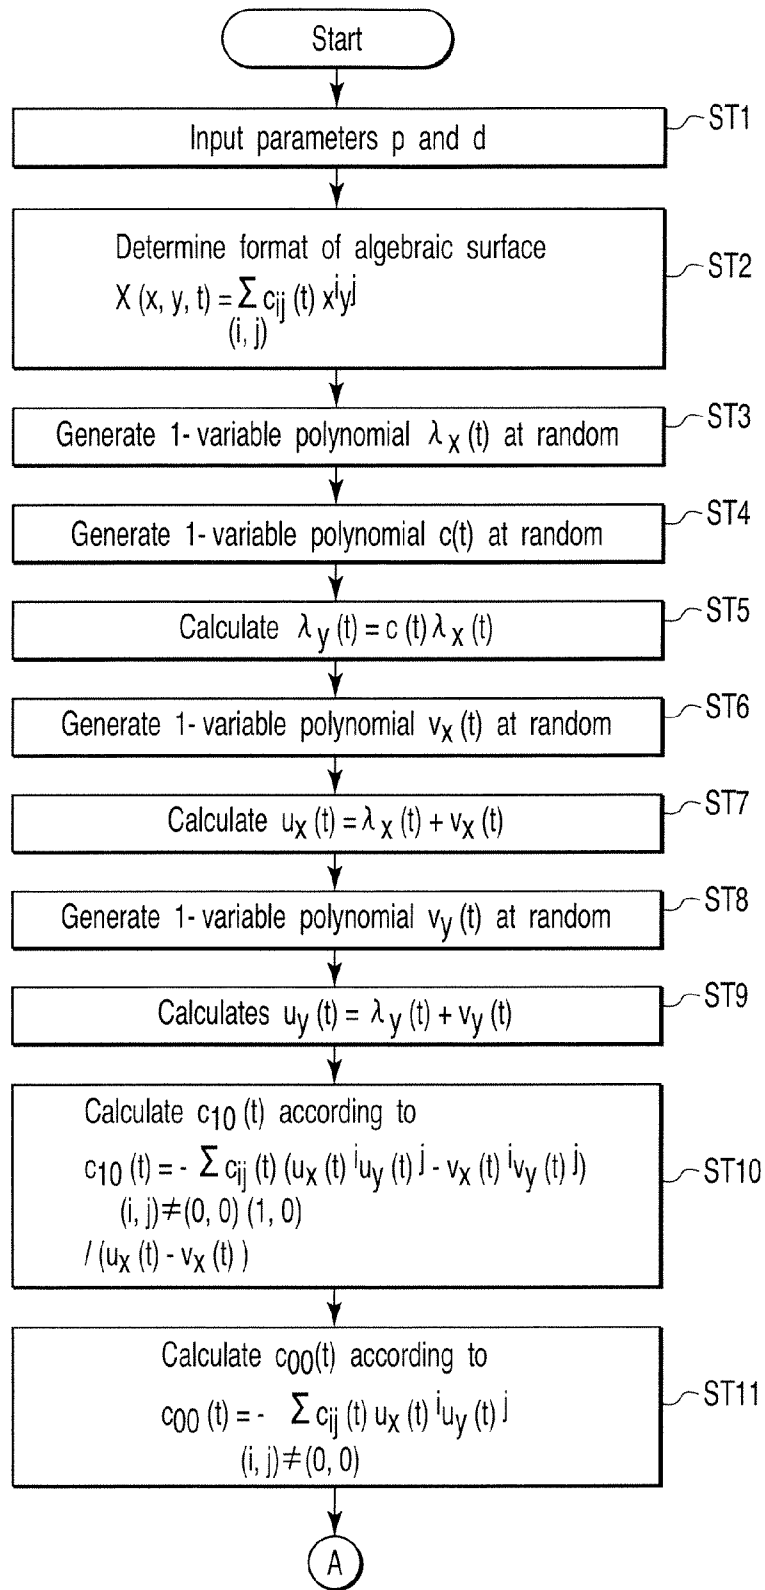 Start
Input parameters p and d
ST1
Determine format of algebraic surface
X (x, y, t) = Σ cij (t) xiyj
(i, j)
ST2
Generate 1-variable polynomial λx (t) at random
ST3
Generate 1-variable polynomial c(t) at random
ST4
Calculate λy (t) = c (t) λx (t)
ST5
Generate 1-variable polynomial vx (t) at random
ST6
Calculate ux (t) = λx (t) + vx (t)
ST7
Generate 1-variable polynomial vy (t) at random
ST8
Calculates uy (t) = λy (t) + vy (t)
ST9
Calculate c10 (t) according to
c10 (t) = - Σ cij (t) (ux (t) iuy (t) j - vx (t) ivy (t) j)
(i, j) ≠ (0, 0) (1, 0)
/ (ux (t) - vx (t) )
ST10
Calculate c00(t) according to
c00 (t) = - Σ cij (t) ux (t) iuy (t) j
(i, j) ≠ (0, 0)
ST11
A